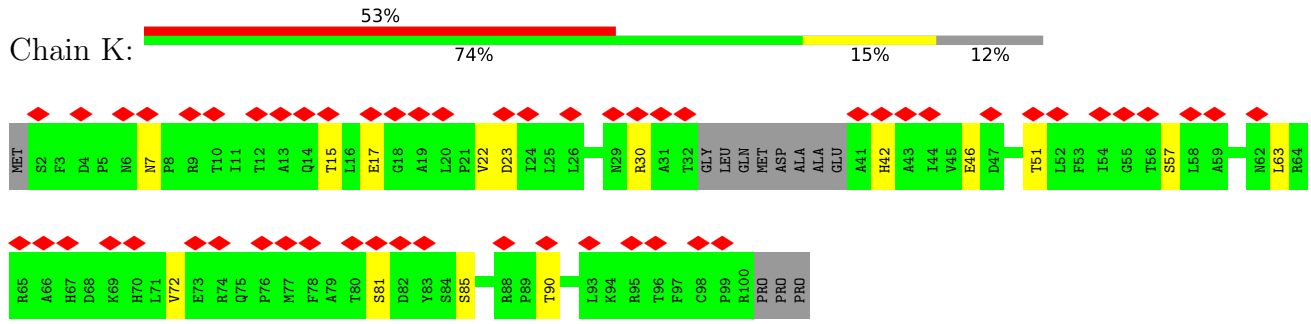 53%
Chain K:
74% 15% 12%
MET S2 F3 D4 P5 N6 N7 P8 R9 T10 I11 T12 A13 Q14 T15 L16 E17 G18 A19 L20 P21 V22 D23 I24 L25 L26 N29 R30 A31 T32 GLY LEU GLN MET ASP ALA ALA GLU A41 H42 A43 I44 V45 E46 D47 T51 L52 F53 I54 G55 T56 S57 L58 A59 N62 L63 R64
R65 A66 H67 D68 K69 H70 L71 V72 E73 R74 Q75 P76 M77 F78 A79 T80 S81 D82 Y83 S84 S85 R88 P89 T90 L93 K94 R95 T96 F97 C98 P99 R100 PRO PRO PRO